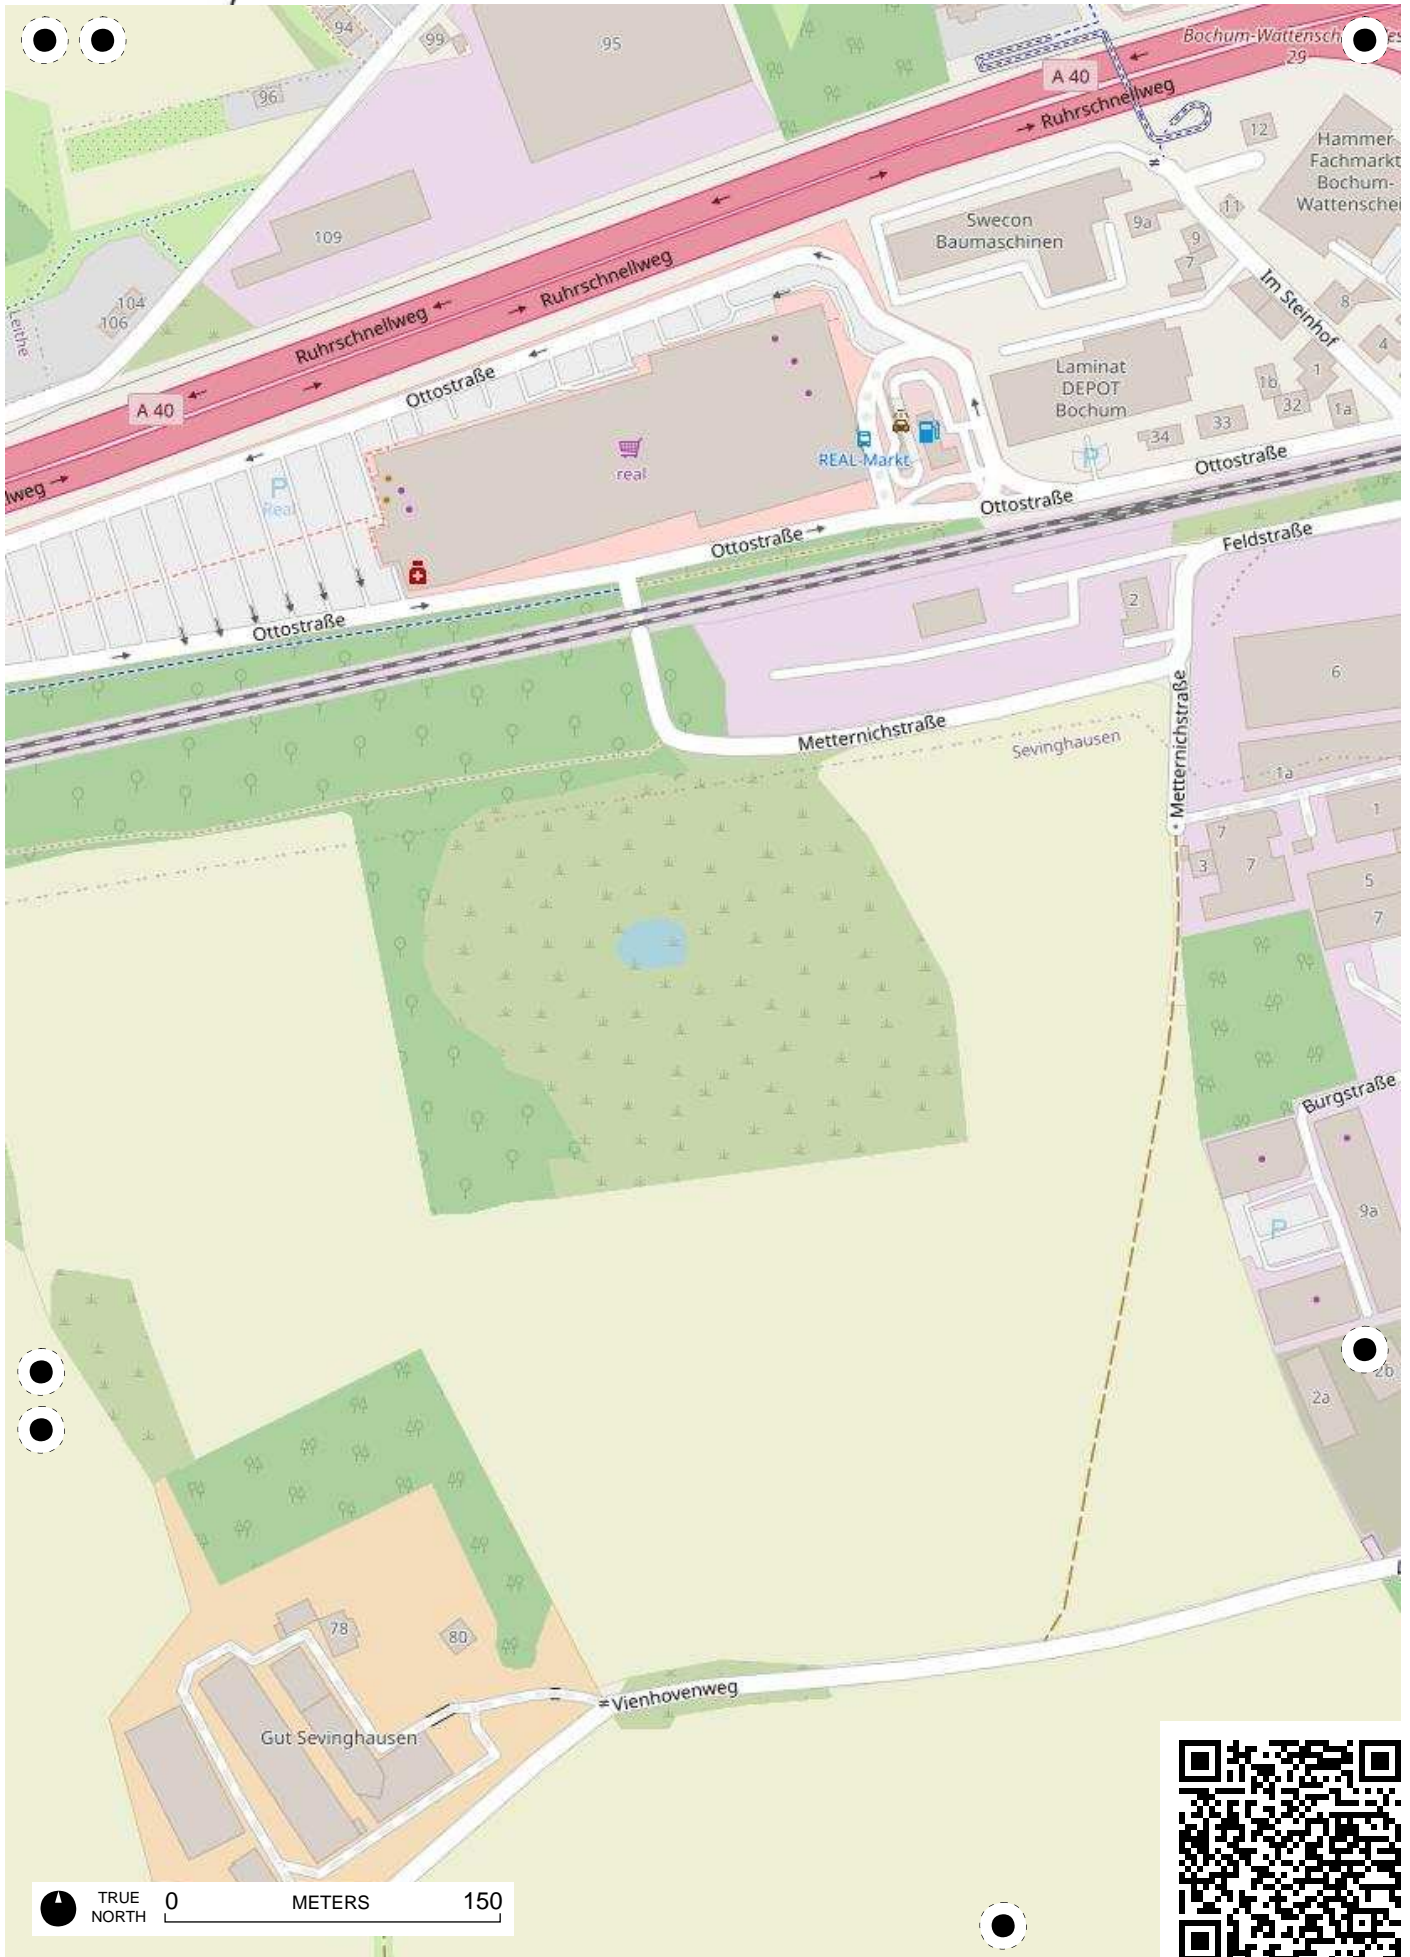 94
99
95
96
A 40
Bochum-Wattensch
29
Ruhrschnellweg
12
Hammer
Fachmarkt
Bochum-
Wattenschei
11
109
Swecon
Baumaschinen
9a
9
7
Im Steinhof
8
4
Leithe
104
106
Ruhrschnellweg
Ruhrschnellweg
Ottostraße
A 40
Laminat
DEPOT
Bochum
1b
1
32
1a
33
34
lweg
P
Real
real
REAL-Markt
P
Ottostraße
Ottostraße
Ottostraße
Feldstraße
Ottostraße
2
6
Metternichstraße
Metternichstraße
Sevinghausen
1a
1
7
3
7
5
7
Burgstraße
9a
P
2b
2a
78
80
Vienhovenweg
Gut Sevinghausen
TRUE
NORTH
0 METERS 150